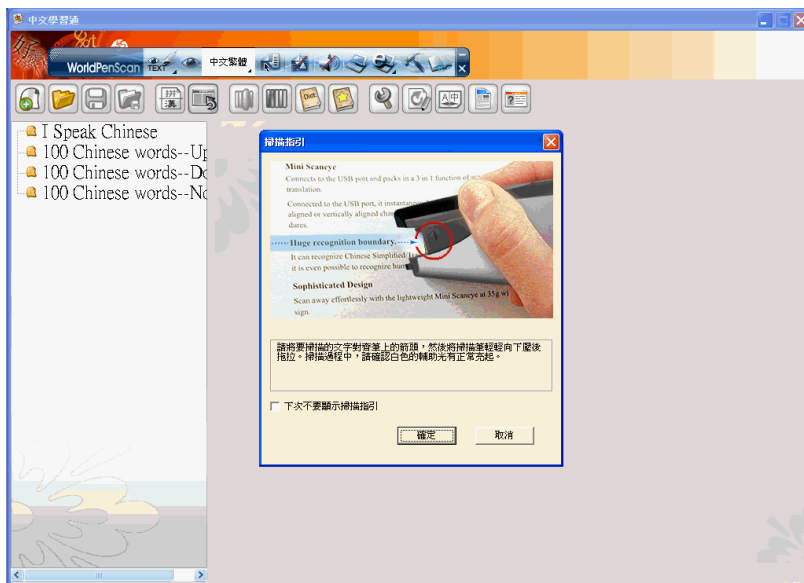 中文學習通
WorldPenScan
TEXT
中文繁體
I Speak Chinese
100 Chinese words--Up
100 Chinese words--Do
100 Chinese words--No
掃描指引
Mini Scaneye
Connects to the USB port and packs in a 3 in 1 function of
translation.
Connected to the USB port, it
aligned or vertically aligned
dares.
Huge recognition boundary.
It can recognize Chinese Simplified
it is even possible to recognize
Sophisticated Design
Scan away effortlessly with the lightweight Mini Scaneye at 35g wi
sign.
請將要掃描的文字對齊筆上的箭頭，然後將掃描筆輕輕向下壓後
拖拉。掃描過程中，請確認白色的輔助光有正常亮起。
下次不要顯示掃描指引
確定
取消